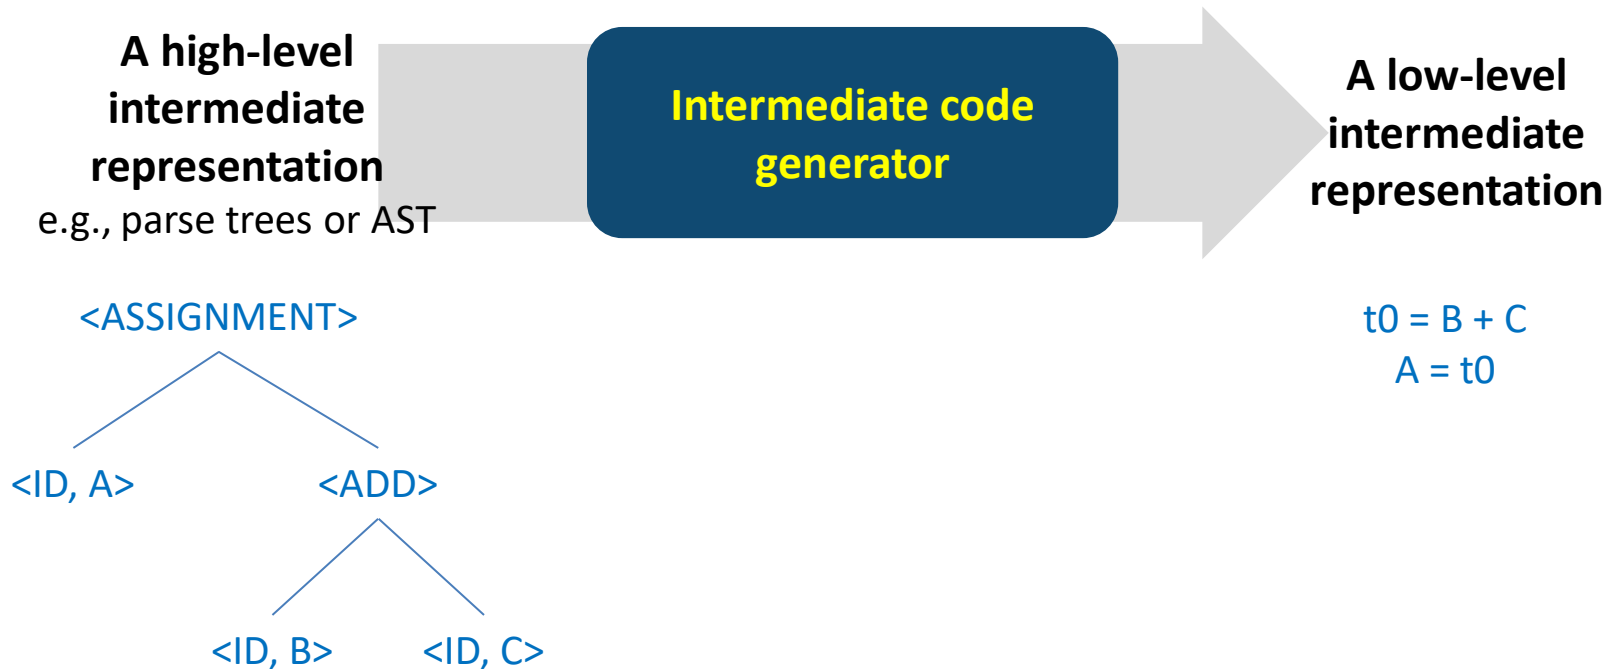 A high-level
intermediate
representation
e.g., parse trees or AST
Intermediate code
generator
A low-level
intermediate
representation
<ASSIGNMENT>
<ID, A>
<ADD>
<ID, B>
<ID, C>
t0 = B + C
A = t0